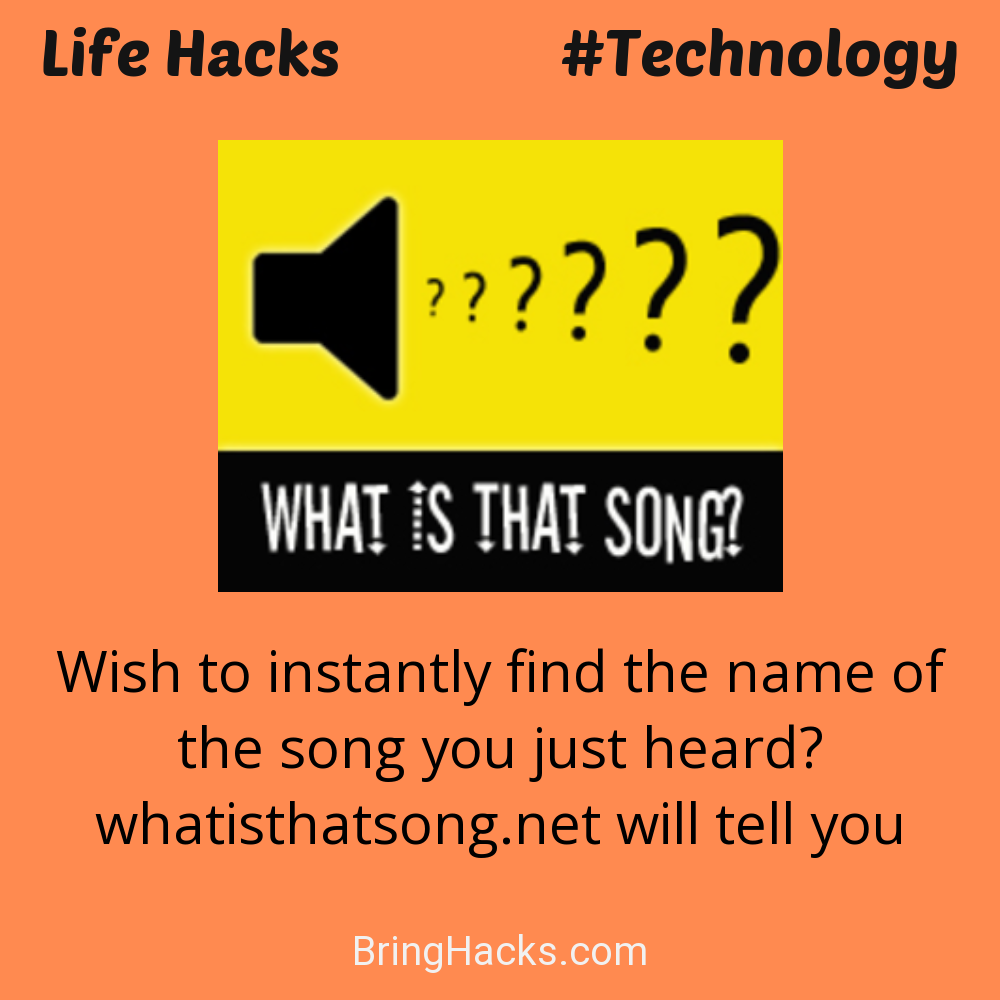 Life Hacks #Technology
? ? ? ? ? ?
WHAT IS THAT SONG?
Wish to instantly find the name of
the song you just heard?
whatisthatsong.net will tell you
BringHacks.com